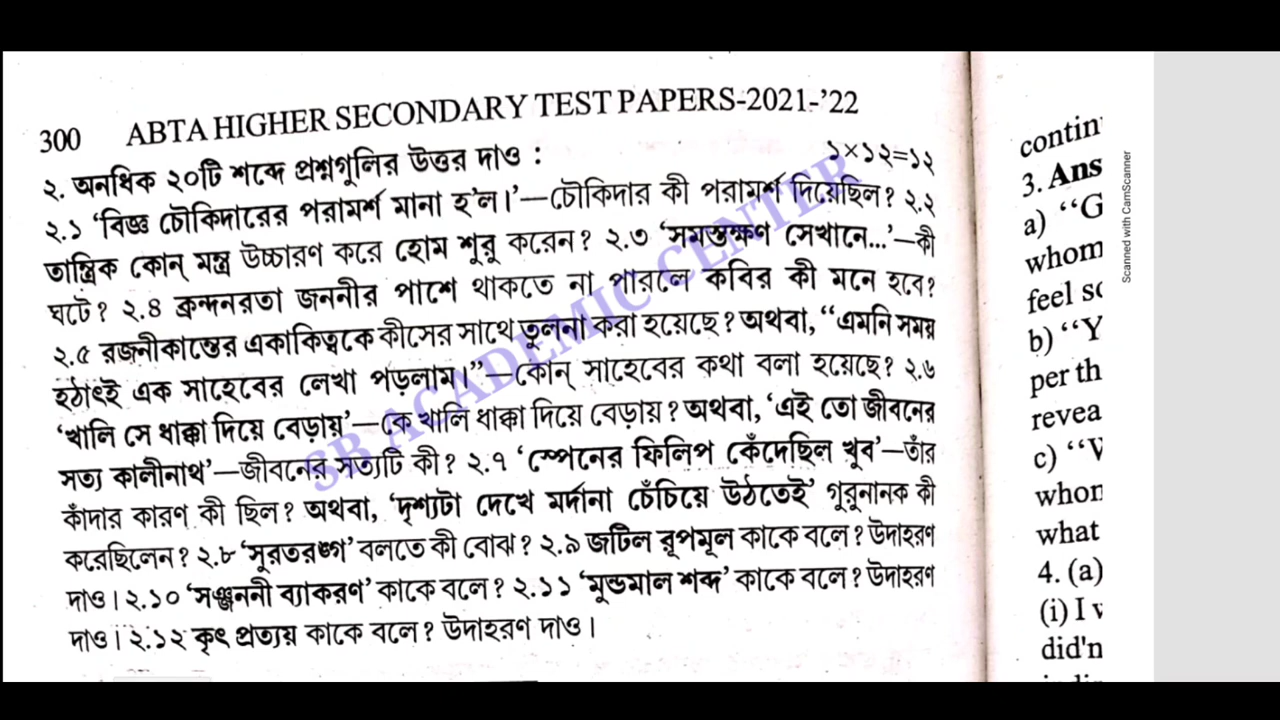 300 ABTA HIGHER SECONDARY TEST PAPERS-2021-'22
২. অনধিক ২০টি শব্দে প্রশ্নগুলির উত্তর দাও : ১×১২=১২
২.১ 'বিজ্ঞ চৌকিদারের পরামর্শ মানা হ'ল।'—চৌকিদার কী পরামর্শ দিয়েছিল? ২.২
তান্ত্রিক কোন্ মন্ত্র উচ্চারণ করে হোম শুরু করেন? ২.৩ 'সমস্তক্ষণ সেখানে...'—কী
ঘটে? ২.৪ ক্রন্দনরতা জননীর পাশে থাকতে না পারলে কবির কী মনে হবে?
২.৫ রজনীকান্তের একাকিত্বকে কীসের সাথে তুলনা করা হয়েছে? অথবা, "এমনি সময়
হঠাৎই এক সাহেবের লেখা পড়লাম।"—কোন্ সাহেবের কথা বলা হয়েছে? ২.৬
'খালি সে ধাক্কা দিয়ে বেড়ায়'—কে খালি ধাক্কা দিয়ে বেড়ায়? অথবা, 'এই তো জীবনের
সত্য কালীনাথ'—জীবনের সত্যটি কী? ২.৭ 'স্পেনের ফিলিপ কেঁদেছিল খুব'—তাঁর
কাঁদার কারণ কী ছিল? অথবা, 'দৃশ্যটা দেখে মর্দানা চেঁচিয়ে উঠতেই' গুরুনানক কী
করেছিলেন? ২.৮ 'সুরতরঙ্গ' বলতে কী বোঝ? ২.৯ জটিল রূপমূল কাকে বলে? উদাহরণ
দাও। ২.১০ 'সঞ্জননী ব্যাকরণ' কাকে বলে? ২.১১ 'মুন্ডমাল শব্দ' কাকে বলে? উদাহরণ
দাও। ২.১২ কৃৎ প্রত্যয় কাকে বলে? উদাহরণ দাও।
SB ACADEMIC CENTER
contin
3. Ans
a) "G
whom
feel so
b) "Y
per th
revea
c) "V
whon
what
4. (a)
(i) I v
did'n
Scanned with CamScanner